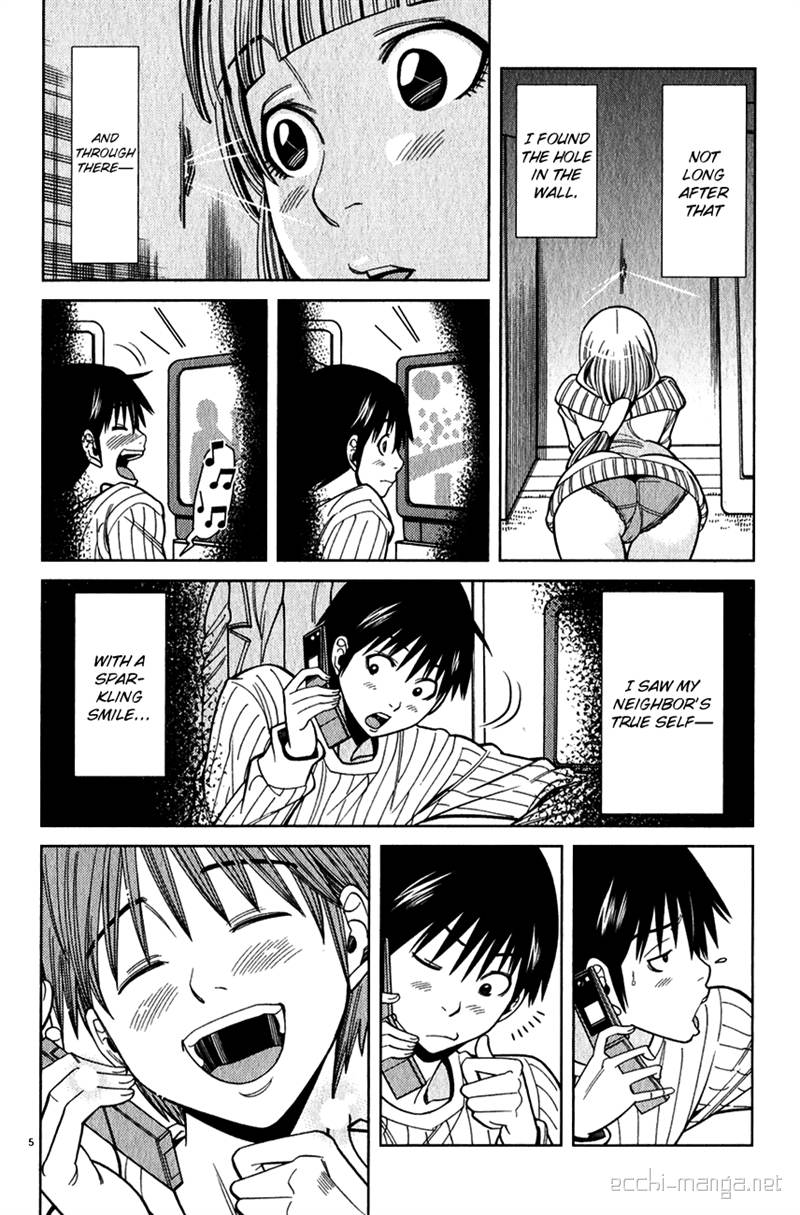 NOT
LONG
AFTER
THAT
I FOUND
THE HOLE
IN THE
WALL.
AND
THROUGH
THERE—
I SAW MY
NEIGHBOR'S
TRUE SELF—
WITH A
SPAR-
KLING
SMILE...
5
ecchi-manga.net